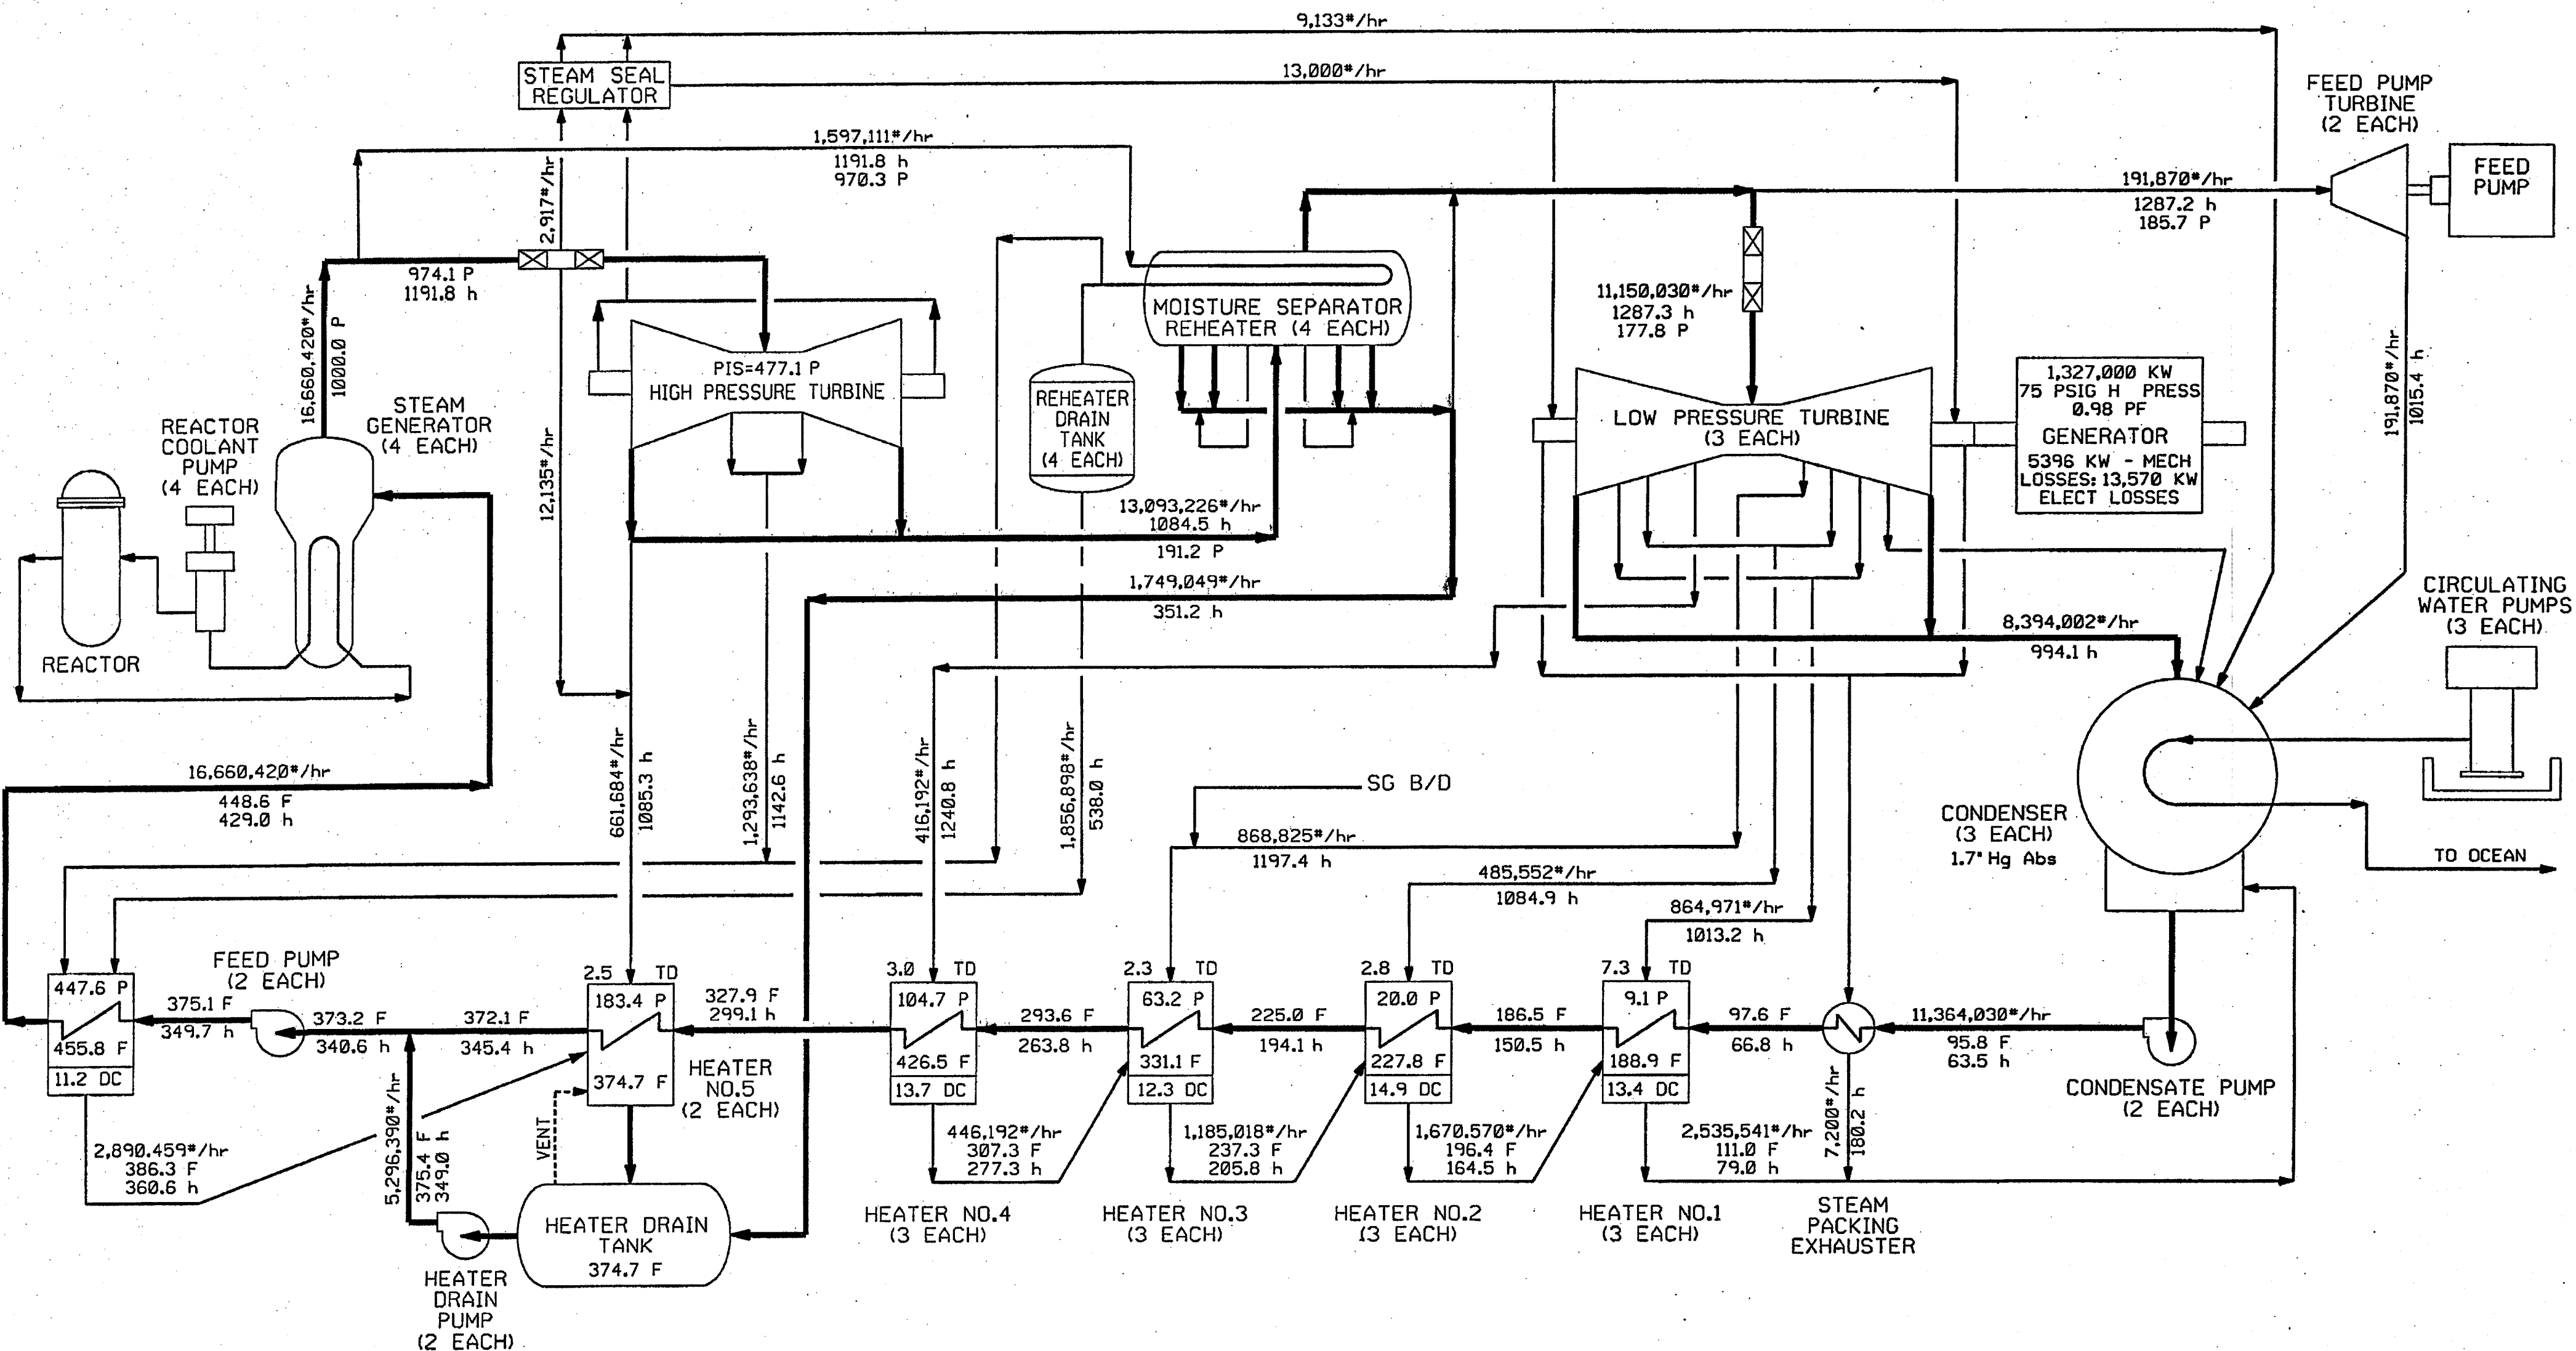 9,133#/hr
STEAM SEAL
REGULATOR
13,000#/hr
FEED PUMP
TURBINE
(2 EACH)
FEED
PUMP
1,597,111#/hr
1191.8 h
970.3 P
2,917#/hr
191,870#/hr
1287.2 h
185.7 P
974.1 P
1191.8 h
16,660,420#/hr
1000.0 P
MOISTURE SEPARATOR
REHEATER (4 EACH)
11,150,030#/hr
1287.3 h
177.8 P
PIS=477.1 P
HIGH PRESSURE TURBINE
REHEATER
DRAIN
TANK
(4 EACH)
LOW PRESSURE TURBINE
(3 EACH)
1,327,000 KW
75 PSIG H PRESS
0.98 PF
GENERATOR
5396 KW - MECH
LOSSES: 13,570 KW
ELECT LOSSES
191,870#/hr
1015.4 h
REACTOR
COOLANT
PUMP
(4 EACH)
STEAM
GENERATOR
(4 EACH)
12,135#/hr
13,093,226#/hr
1084.5 h
191.2 P
1,749,049#/hr
351.2 h
REACTOR
8,394,002#/hr
994.1 h
CIRCULATING
WATER PUMPS
(3 EACH)
16,660,420#/hr
448.6 F
429.0 h
661,684#/hr
1085.3 h
1,293,638#/hr
1142.6 h
416,192#/hr
1240.8 h
1,856,898#/hr
538.0 h
SG B/D
868,825#/hr
1197.4 h
485,552#/hr
1084.9 h
864,971#/hr
1013.2 h
CONDENSER
(3 EACH)
1.7" Hg Abs
TO OCEAN
447.6 P
455.8 F
11.2 DC
375.1 F
349.7 h
FEED PUMP
(2 EACH)
373.2 F
340.6 h
372.1 F
345.4 h
2.5 TD
183.4 P
374.7 F
HEATER
NO.5
(2 EACH)
327.9 F
299.1 h
3.0 TD
104.7 P
426.5 F
13.7 DC
293.6 F
263.8 h
2.3 TD
63.2 P
331.1 F
12.3 DC
225.0 F
194.1 h
2.8 TD
20.0 P
227.8 F
14.9 DC
186.5 F
150.5 h
7.3 TD
9.1 P
188.9 F
13.4 DC
97.6 F
66.8 h
11,364,030#/hr
95.8 F
63.5 h
CONDENSATE PUMP
(2 EACH)
2,890.459#/hr
386.3 F
360.6 h
5,296,390#/hr
375.4 F
349.0 h
VENT
446,192#/hr
307.3 F
277.3 h
1,185,018#/hr
237.3 F
205.8 h
1,670.570#/hr
196.4 F
164.5 h
2,535,541#/hr
111.0 F
79.0 h
7,200#/hr
180.2 h
HEATER DRAIN
TANK
374.7 F
HEATER
DRAIN
PUMP
(2 EACH)
HEATER NO.4
(3 EACH)
HEATER NO.3
(3 EACH)
HEATER NO.2
(3 EACH)
HEATER NO.1
(3 EACH)
STEAM
PACKING
EXHAUSTER